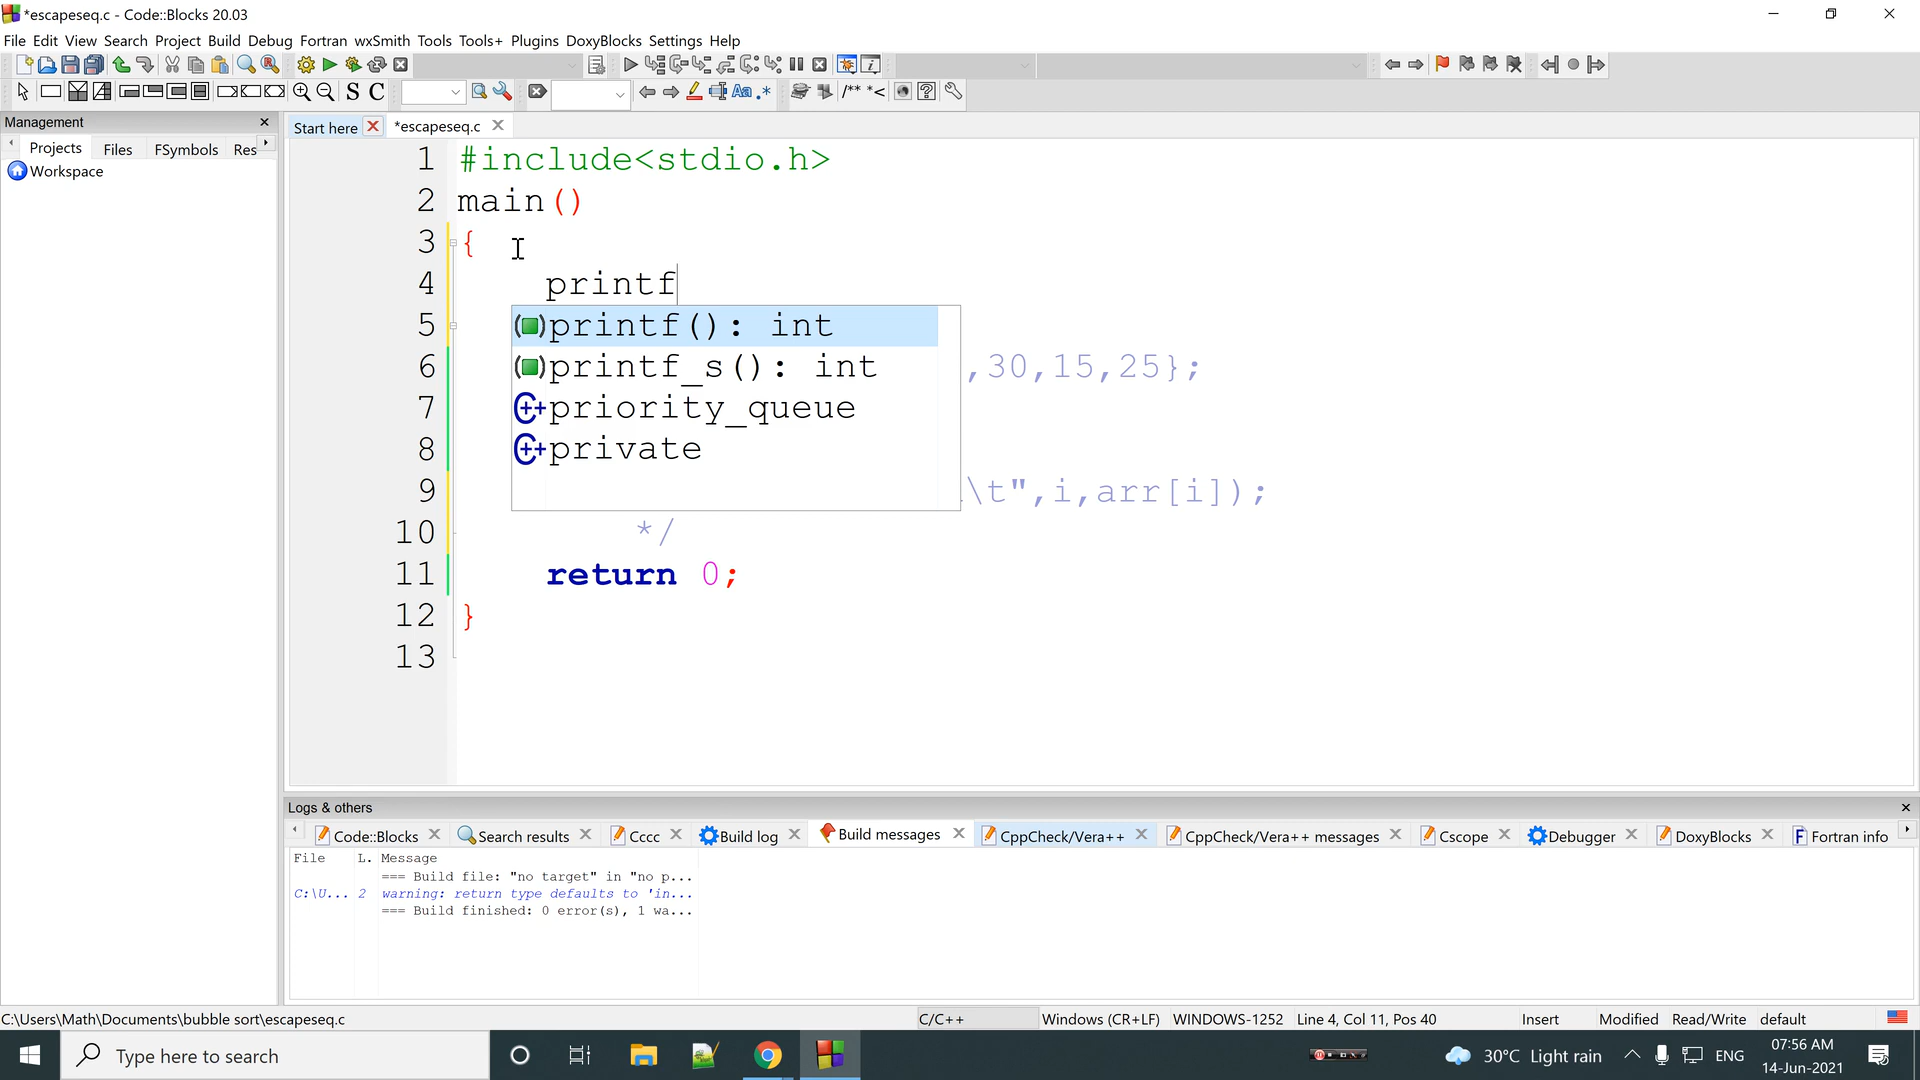 *escapeseq.c - Code::Blocks 20.03
File Edit View Search Project Build Debug Fortran wxSmith Tools Tools+ Plugins DoxyBlocks Settings Help
S C
Aa .* /** *<
Management
Projects Files FSymbols Res
Workspace
Start here *escapeseq.c
1 #include<stdio.h>
2 main()
3 {
4 printf
5 printf(): int
6 printf_s(): int ,30,15,25};
7 priority_queue
8 private
9 \t",i,arr[i]);
10 */
11 return 0;
12 }
13
Logs & others
Code::Blocks Search results Cccc Build log Build messages CppCheck/Vera++ CppCheck/Vera++ messages Cscope Debugger DoxyBlocks Fortran info
File L. Message
=== Build file: "no target" in "no p...
C:\U... 2 warning: return type defaults to 'in...
=== Build finished: 0 error(s), 1 wa...
C:\Users\Math\Documents\bubble sort\escapeseq.c C/C++ Windows (CR+LF) WINDOWS-1252 Line 4, Col 11, Pos 40 Insert Modified Read/Write default
Type here to search 30°C Light rain ENG 07:56 AM
14-Jun-2021